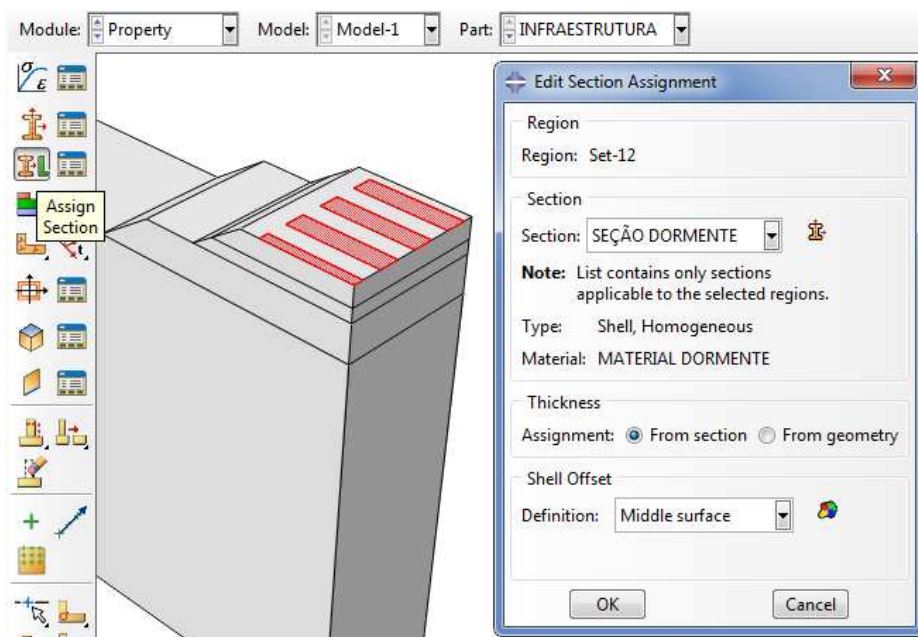 Module: Property Model: Model-1 Part: INFRAESTRUTURA
σ
ε
Assign
Section
t
Edit Section Assignment
Region
Region: Set-12
Section
Section: SEÇÃO DORMENTE
Note: List contains only sections
applicable to the selected regions.
Type: Shell, Homogeneous
Material: MATERIAL DORMENTE
Thickness
Assignment: From section From geometry
Shell Offset
Definition: Middle surface
OK Cancel